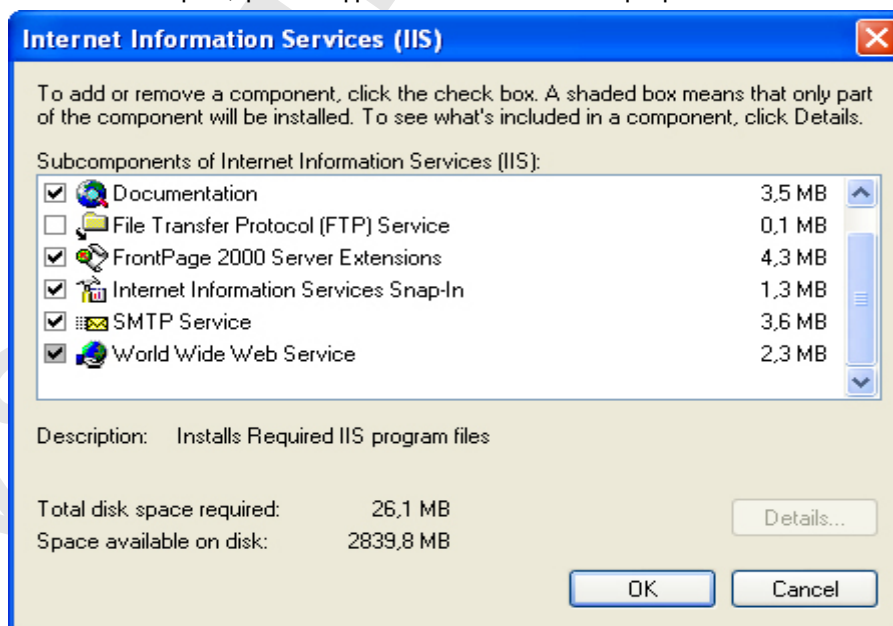 Internet Information Services (IIS)
To add or remove a component, click the check box. A shaded box means that only part
of the component will be installed. To see what's included in a component, click Details.
Subcomponents of Internet Information Services (IIS):
Documentation 3,5 MB
File Transfer Protocol (FTP) Service 0,1 MB
FrontPage 2000 Server Extensions 4,3 MB
Internet Information Services Snap-In 1,3 MB
SMTP Service 3,6 MB
World Wide Web Service 2,3 MB
Description: Installs Required IIS program files
Total disk space required: 26,1 MB
Space available on disk: 2839,8 MB
Details...
OK Cancel